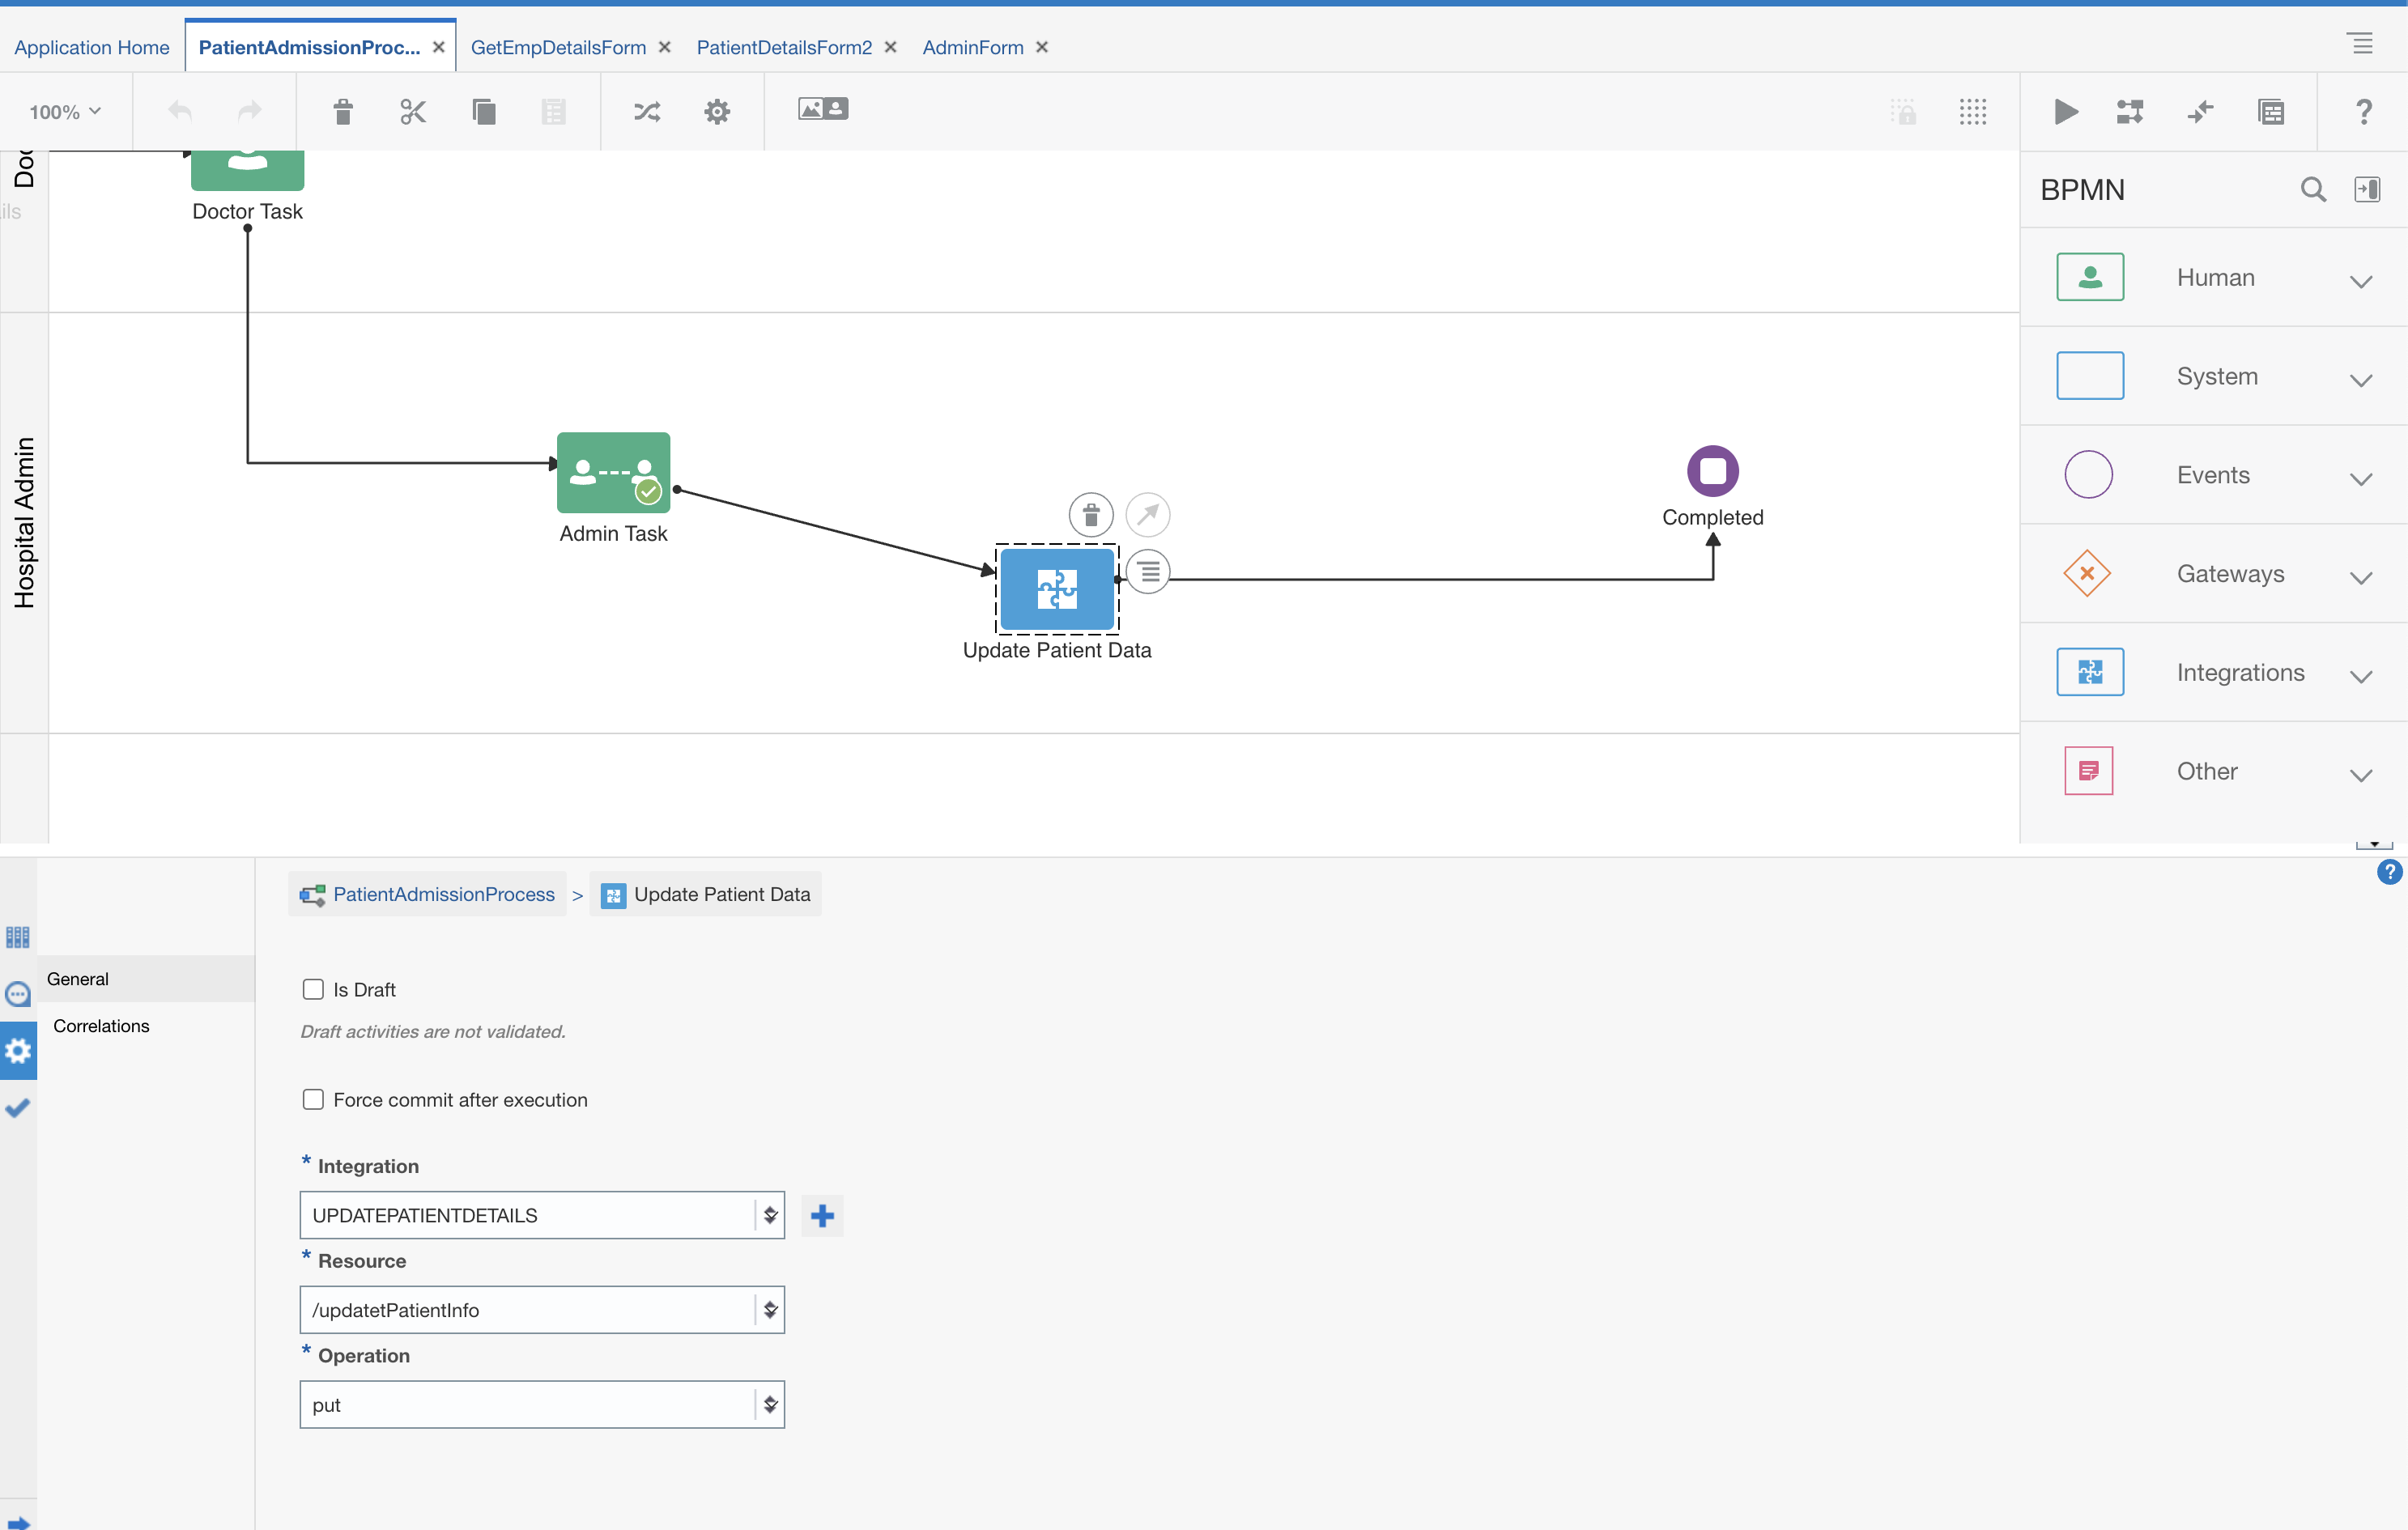 Application Home
PatientAdmissionProc...
GetEmpDetailsForm
PatientDetailsForm2
AdminForm
100%
Doc
ils
Doctor Task
Hospital Admin
Admin Task
Update Patient Data
Completed
BPMN
Human
System
Events
Gateways
Integrations
Other
PatientAdmissionProcess > Update Patient Data
General
Correlations
Is Draft
Draft activities are not validated.
Force commit after execution
* Integration
UPDATEPATIENTDETAILS
* Resource
/updatetPatientInfo
* Operation
put